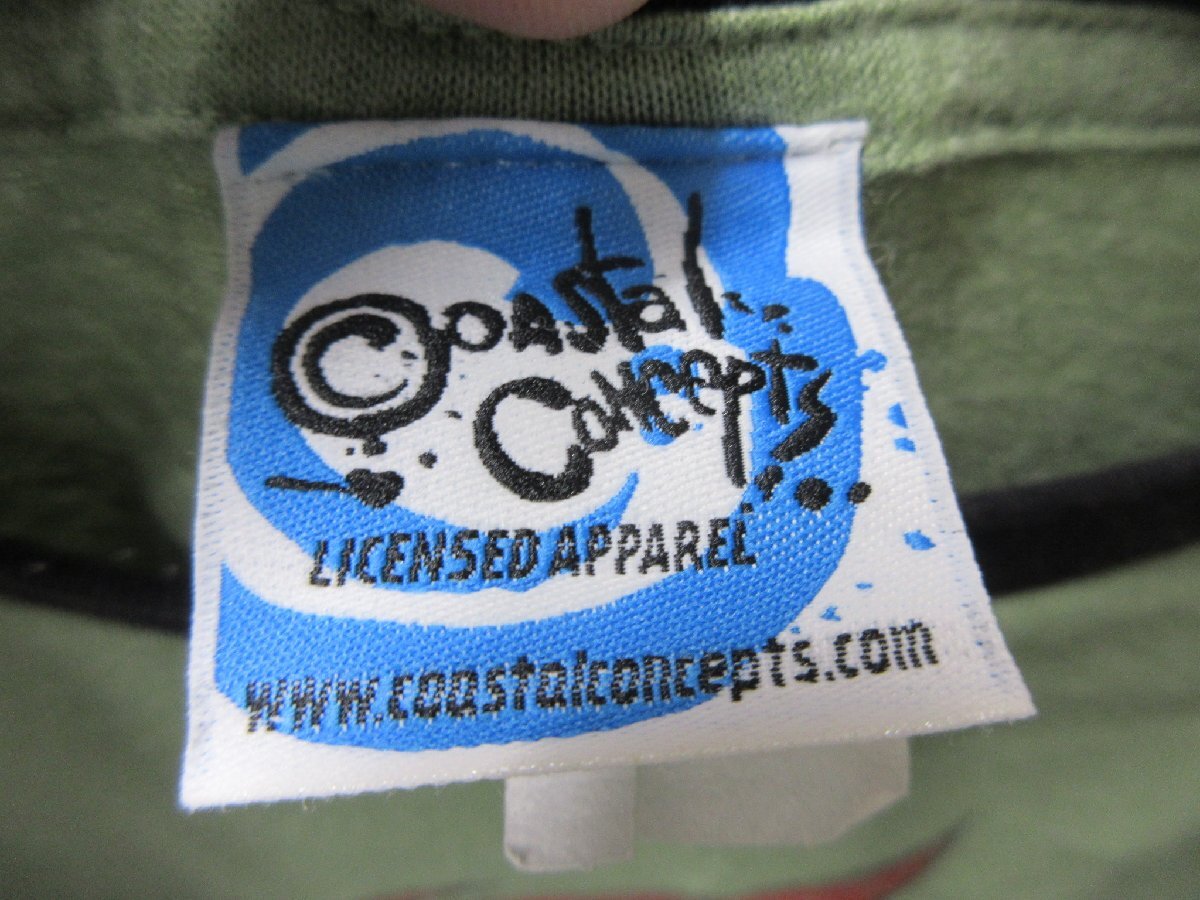 Coastal
Concepts
LICENSED APPAREL
www.coastalconcepts.com